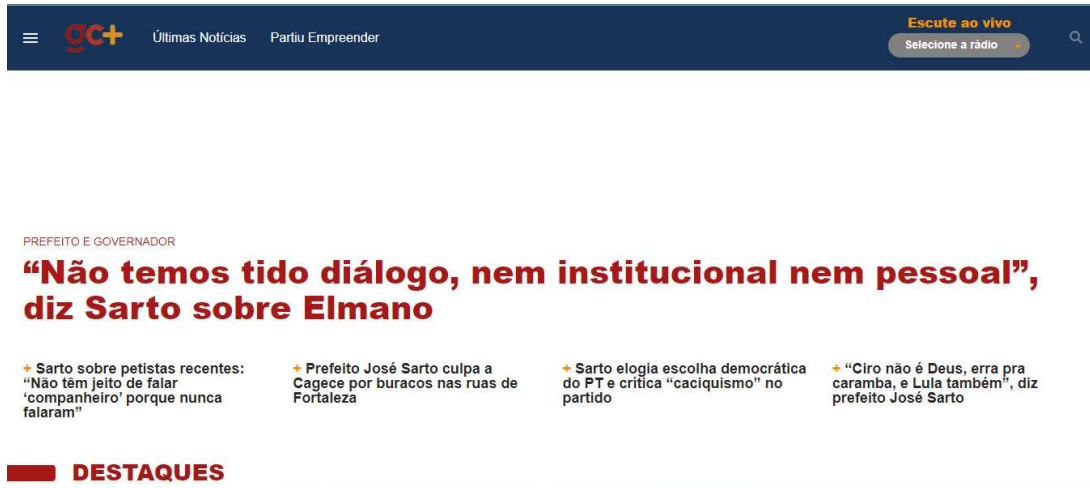 gc+
Últimas Notícias
Partiu Empreender
Escute ao vivo
Selecione a rádio
PREFEITO E GOVERNADOR
“Não temos tido diálogo, nem institucional nem pessoal”,
diz Sarto sobre Elmano
+ Sarto sobre petistas recentes:
“Não têm jeito de falar
‘companheiro’ porque nunca
falaram”
+ Prefeito José Sarto culpa a
Cagece por buracos nas ruas de
Fortaleza
+ Sarto elogia escolha democrática
do PT e critica “caciquismo” no
partido
+ “Ciro não é Deus, erra pra
caramba, e Lula também”, diz
prefeito José Sarto
DESTAQUES